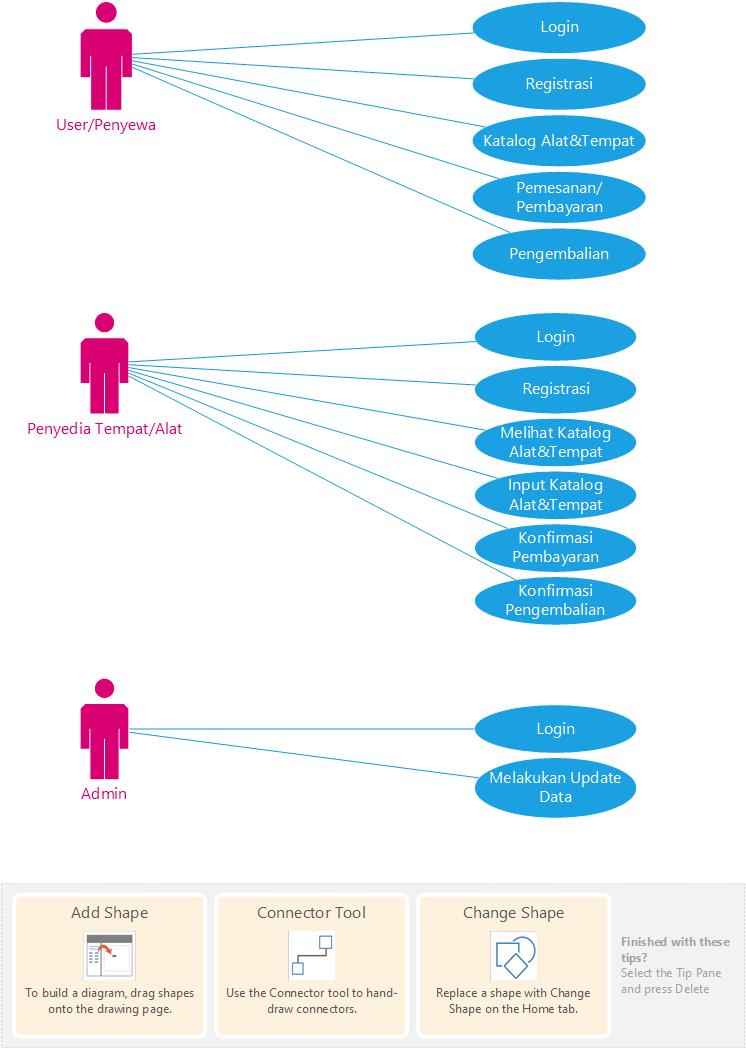 User/Penyewa
Login
Registrasi
Katalog Alat&Tempat
Pemesanan/
Pembayaran
Pengembalian
Penyedia Tempat/Alat
Login
Registrasi
Melihat Katalog
Alat&Tempat
Input Katalog
Alat&Tempat
Konfirmasi
Pembayaran
Konfirmasi
Pengembalian
Admin
Login
Melakukan Update
Data
Add Shape
To build a diagram, drag shapes
onto the drawing page.
Connector Tool
Use the Connector tool to hand-
draw connectors.
Change Shape
Replace a shape with Change
Shape on the Home tab.
Finished with these
tips?
Select the Tip Pane
and press Delete